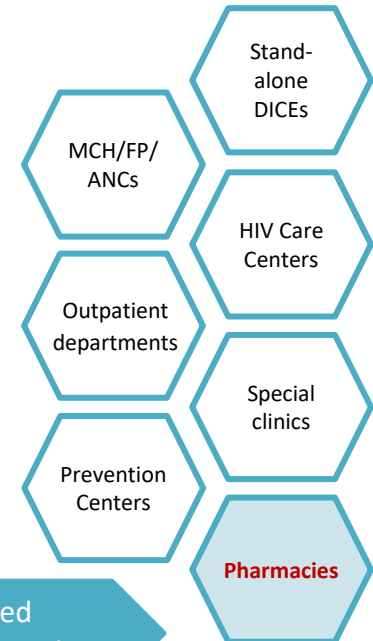 Stand-
alone
DICEs
MCH/FP/
ANCs
HIV Care
Centers
Outpatient
departments
Special
clinics
Prevention
Centers
Pharmacies